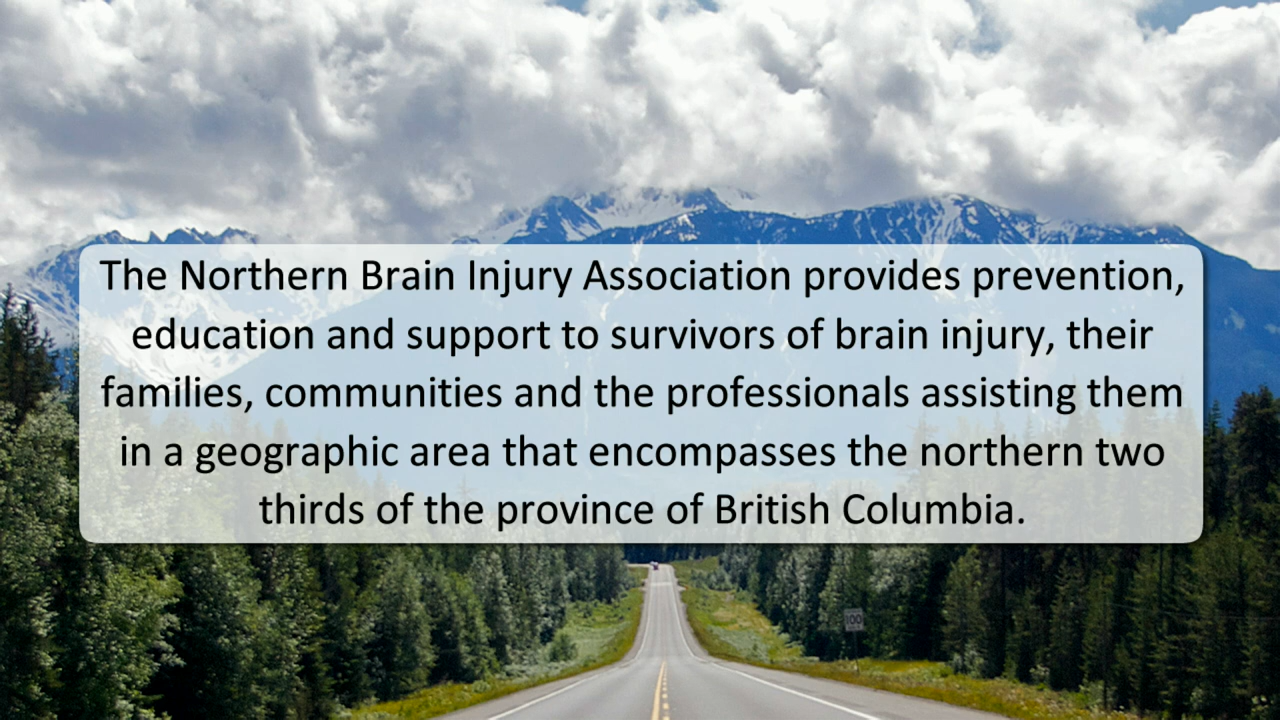 The Northern Brain Injury Association provides prevention,
education and support to survivors of brain injury, their
families, communities and the professionals assisting them
in a geographic area that encompasses the northern two
thirds of the province of British Columbia.
100